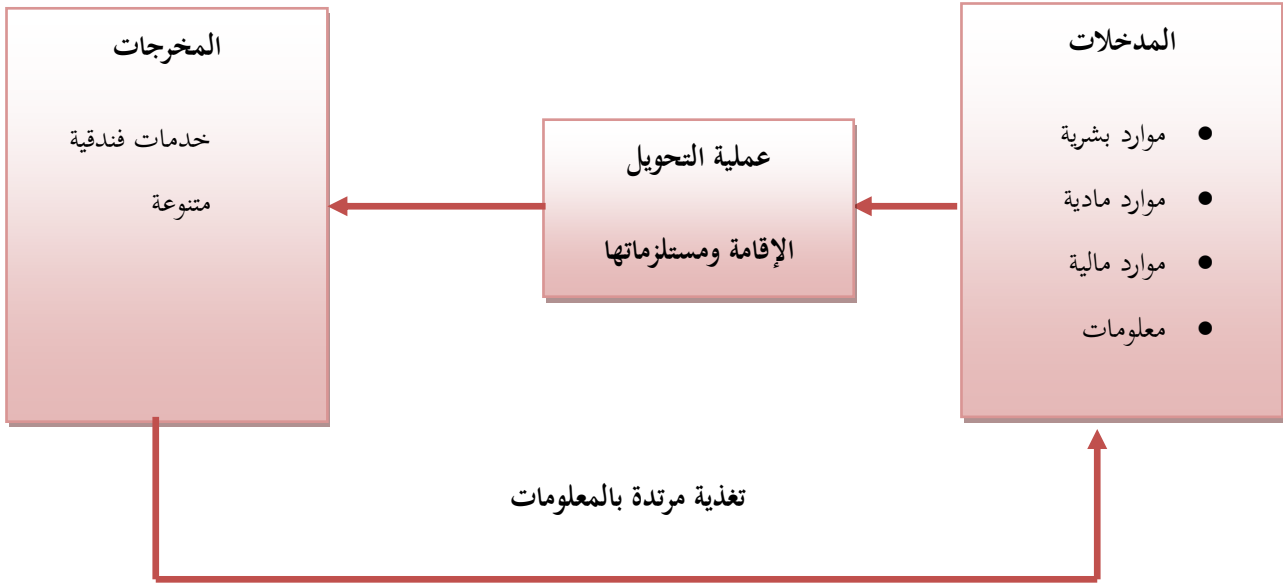 المدخلات
● موارد بشرية
● موارد مادية
● موارد مالية
● معلومات
عملية التحويل
الإقامة ومستلزماتها
المخرجات
خدمات فندقية
متنوعة
تغذية مرتدة بالمعلومات